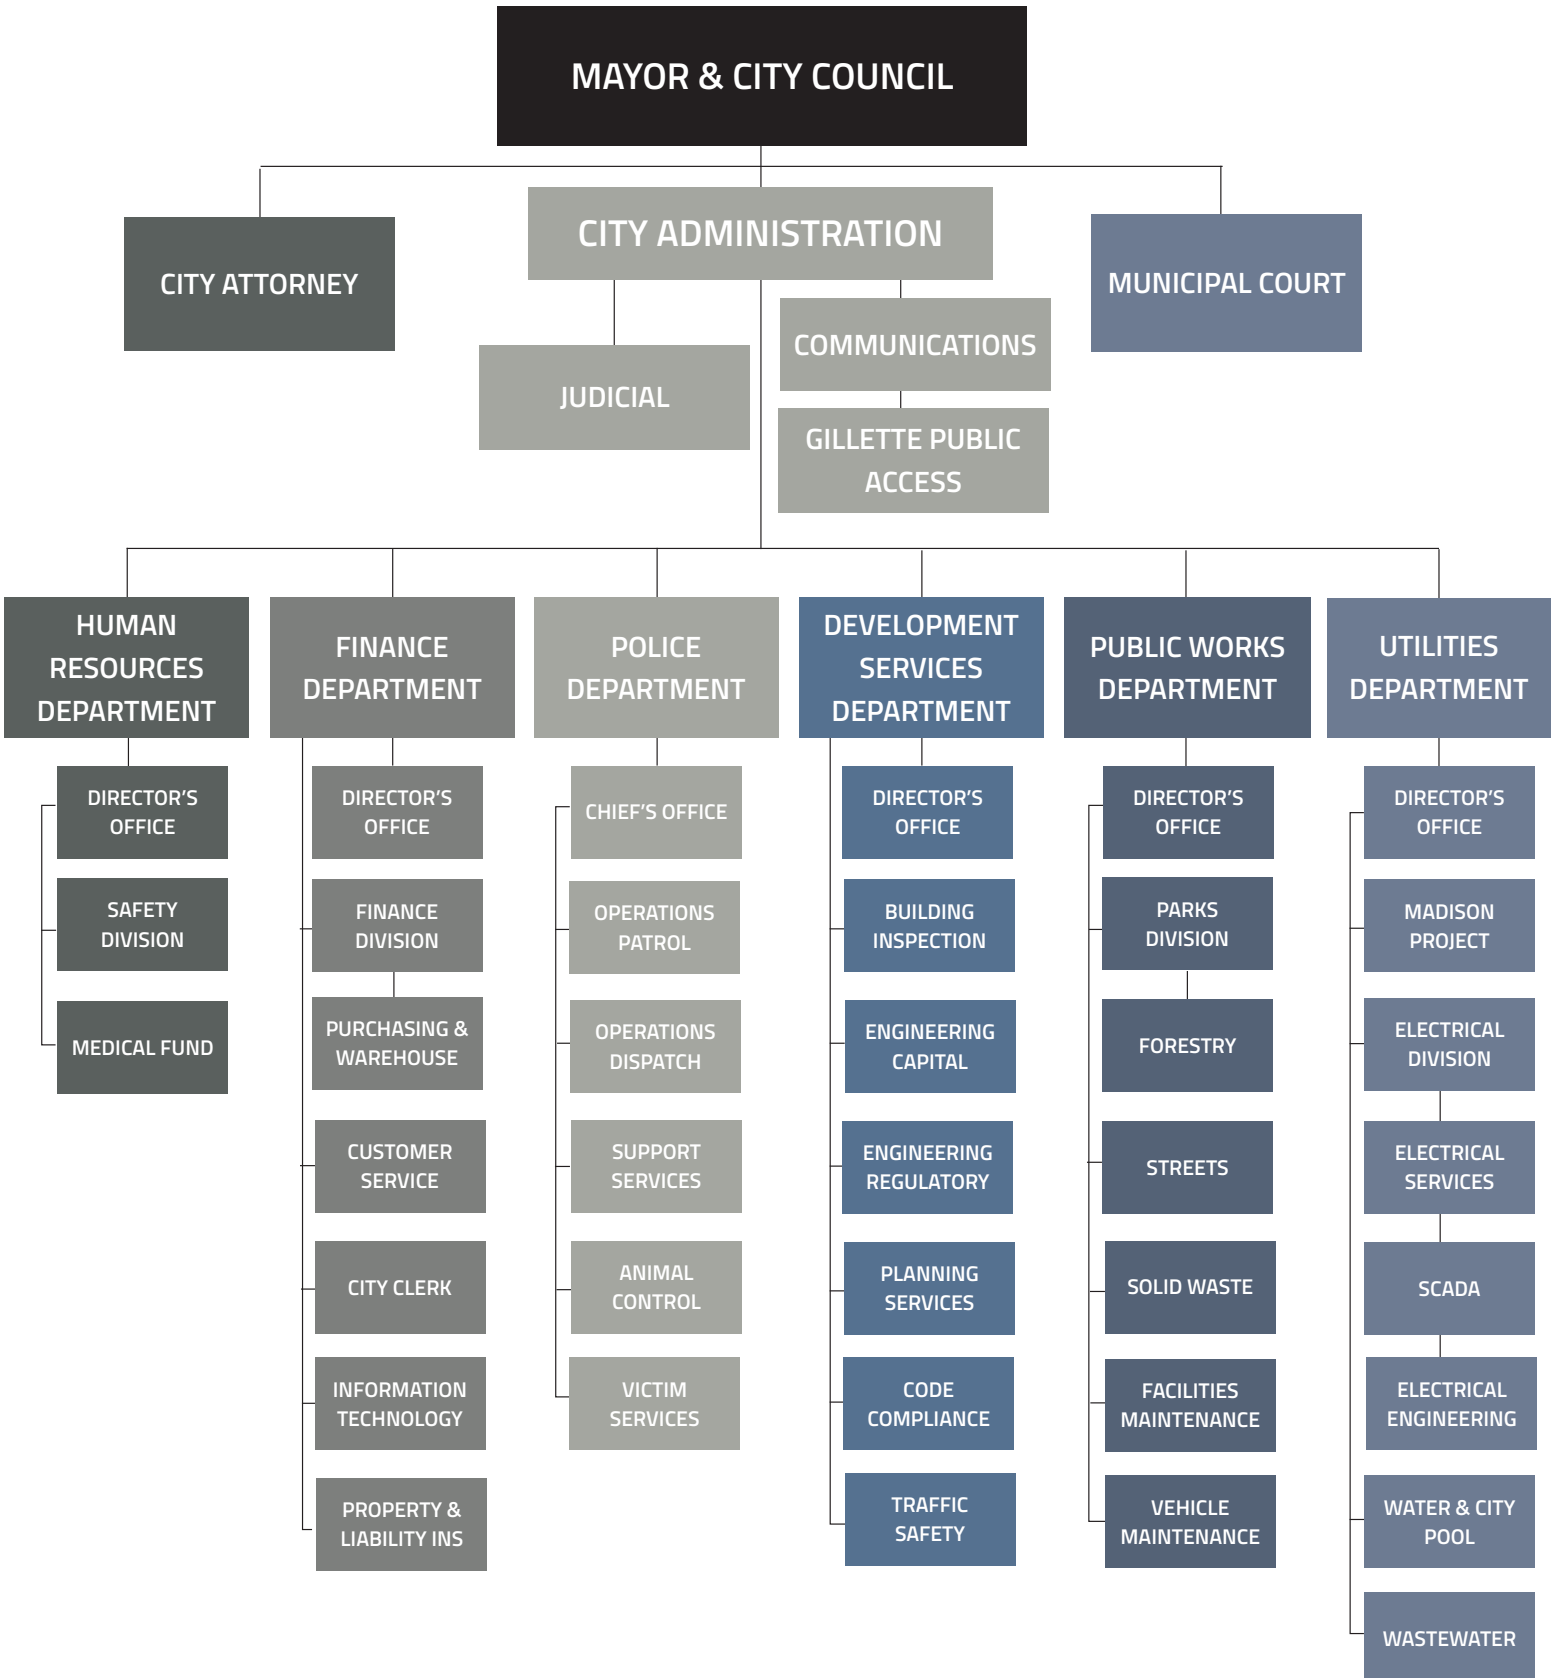 MAYOR & CITY COUNCIL
CITY ADMINISTRATION
CITY ATTORNEY
MUNICIPAL COURT
JUDICIAL
COMMUNICATIONS
GILLETTE PUBLIC
ACCESS
HUMAN
RESOURCES
DEPARTMENT
DIRECTOR'S
OFFICE
SAFETY
DIVISION
MEDICAL FUND
FINANCE
DEPARTMENT
DIRECTOR'S
OFFICE
FINANCE
DIVISION
PURCHASING &
WAREHOUSE
CUSTOMER
SERVICE
CITY CLERK
INFORMATION
TECHNOLOGY
PROPERTY &
LIABILITY INS
POLICE
DEPARTMENT
CHIEF'S OFFICE
OPERATIONS
PATROL
OPERATIONS
DISPATCH
SUPPORT
SERVICES
ANIMAL
CONTROL
VICTIM
SERVICES
DEVELOPMENT
SERVICES
DEPARTMENT
DIRECTOR'S
OFFICE
BUILDING
INSPECTION
ENGINEERING
CAPITAL
ENGINEERING
REGULATORY
PLANNING
SERVICES
CODE
COMPLIANCE
TRAFFIC
SAFETY
PUBLIC WORKS
DEPARTMENT
DIRECTOR'S
OFFICE
PARKS
DIVISION
FORESTRY
STREETS
SOLID WASTE
FACILITIES
MAINTENANCE
VEHICLE
MAINTENANCE
UTILITIES
DEPARTMENT
DIRECTOR'S
OFFICE
MADISON
PROJECT
ELECTRICAL
DIVISION
ELECTRICAL
SERVICES
SCADA
ELECTRICAL
ENGINEERING
WATER & CITY
POOL
WASTEWATER